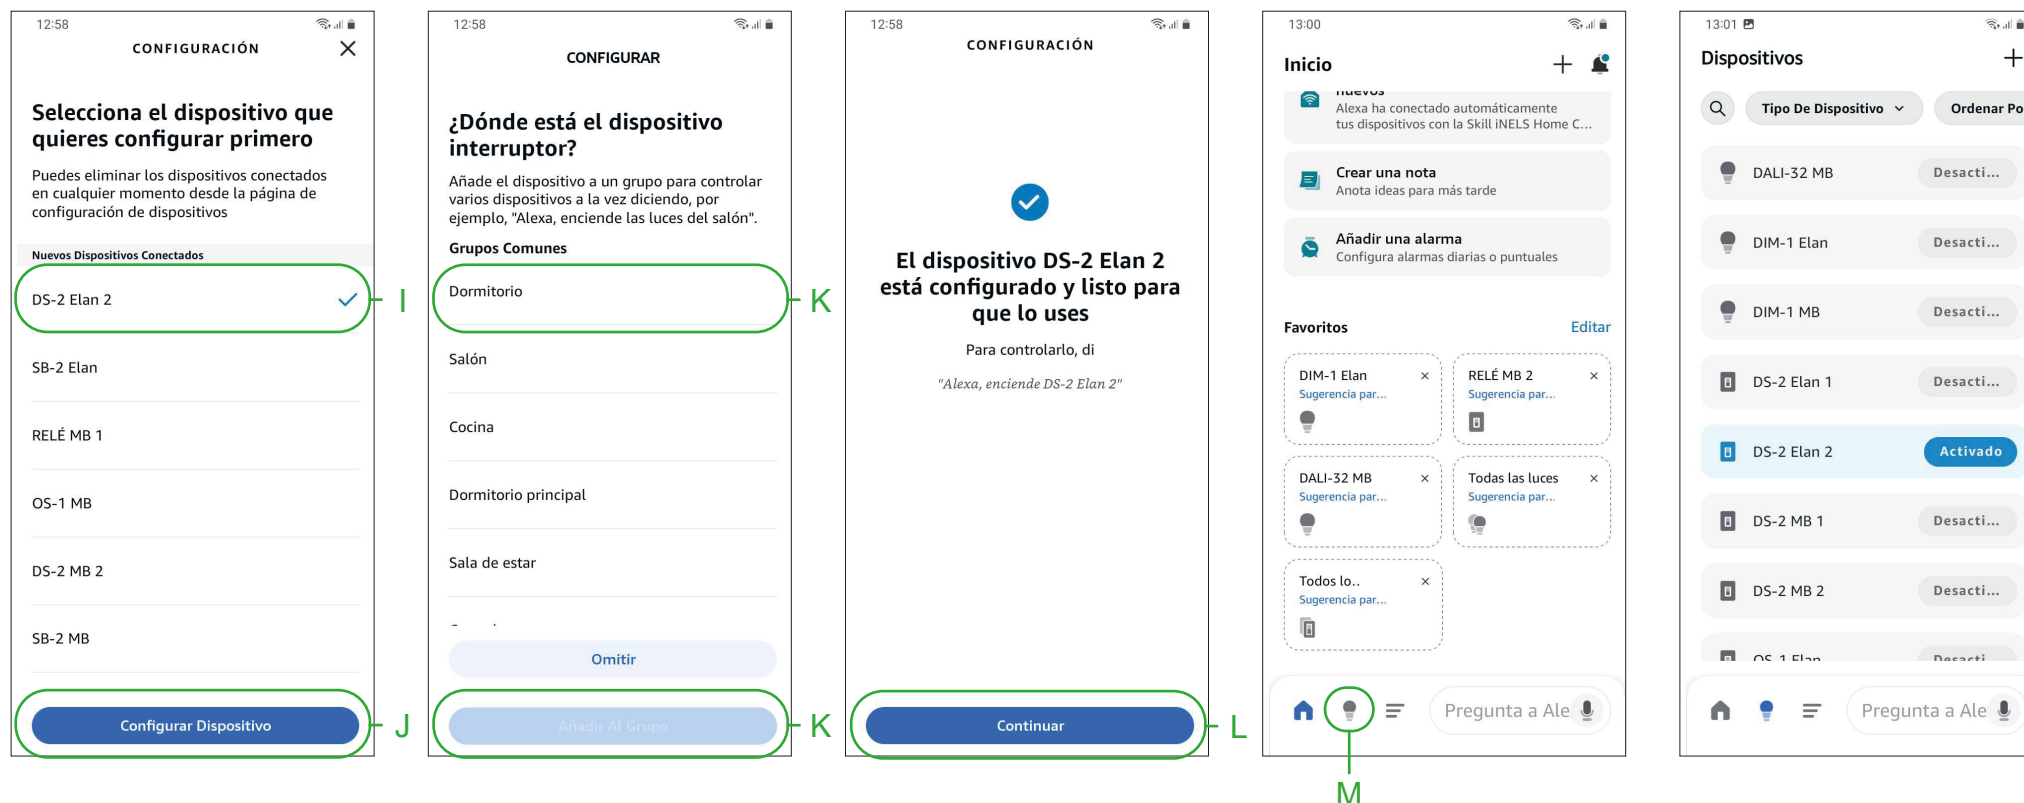 12:58
CONFIGURACIÓN
Selecciona el dispositivo que
quieres configurar primero
Puedes eliminar los dispositivos conectados
en cualquier momento desde la página de
configuración de dispositivos
Nuevos Dispositivos Conectados
DS-2 Elan 2
I
SB-2 Elan
RELÉ MB 1
OS-1 MB
DS-2 MB 2
SB-2 MB
Configurar Dispositivo
J
12:58
CONFIGURAR
¿Dónde está el dispositivo
interruptor?
Añade el dispositivo a un grupo para controlar
varios dispositivos a la vez diciendo, por
ejemplo, "Alexa, enciende las luces del salón".
Grupos Comunes
Dormitorio
K
Salón
Cocina
Dormitorio principal
Sala de estar
Omitir
Añadir Al Grupo
K
12:58
CONFIGURACIÓN
El dispositivo DS-2 Elan 2
está configurado y listo para
que lo uses
Para controlarlo, di
"Alexa, enciende DS-2 Elan 2"
Continuar
L
13:00
Inicio
nuevos
Alexa ha conectado automáticamente
tus dispositivos con la Skill iNELS Home C...
Crear una nota
Anota ideas para más tarde
Añadir una alarma
Configura alarmas diarias o puntuales
Favoritos Editar
DIM-1 Elan ×
Sugerencia par...
RELÉ MB 2 ×
Sugerencia par...
DALI-32 MB ×
Sugerencia par...
Todas las luces ×
Sugerencia par...
Todos lo.. ×
Sugerencia par...
Pregunta a Ale
M
13:01
Dispositivos
Tipo De Dispositivo Ordenar Po
DALI-32 MB Desacti...
DIM-1 Elan Desacti...
DIM-1 MB Desacti...
DS-2 Elan 1 Desacti...
DS-2 Elan 2 Activado
DS-2 MB 1 Desacti...
DS-2 MB 2 Desacti...
OS-1 Elan Desacti...
Pregunta a Ale